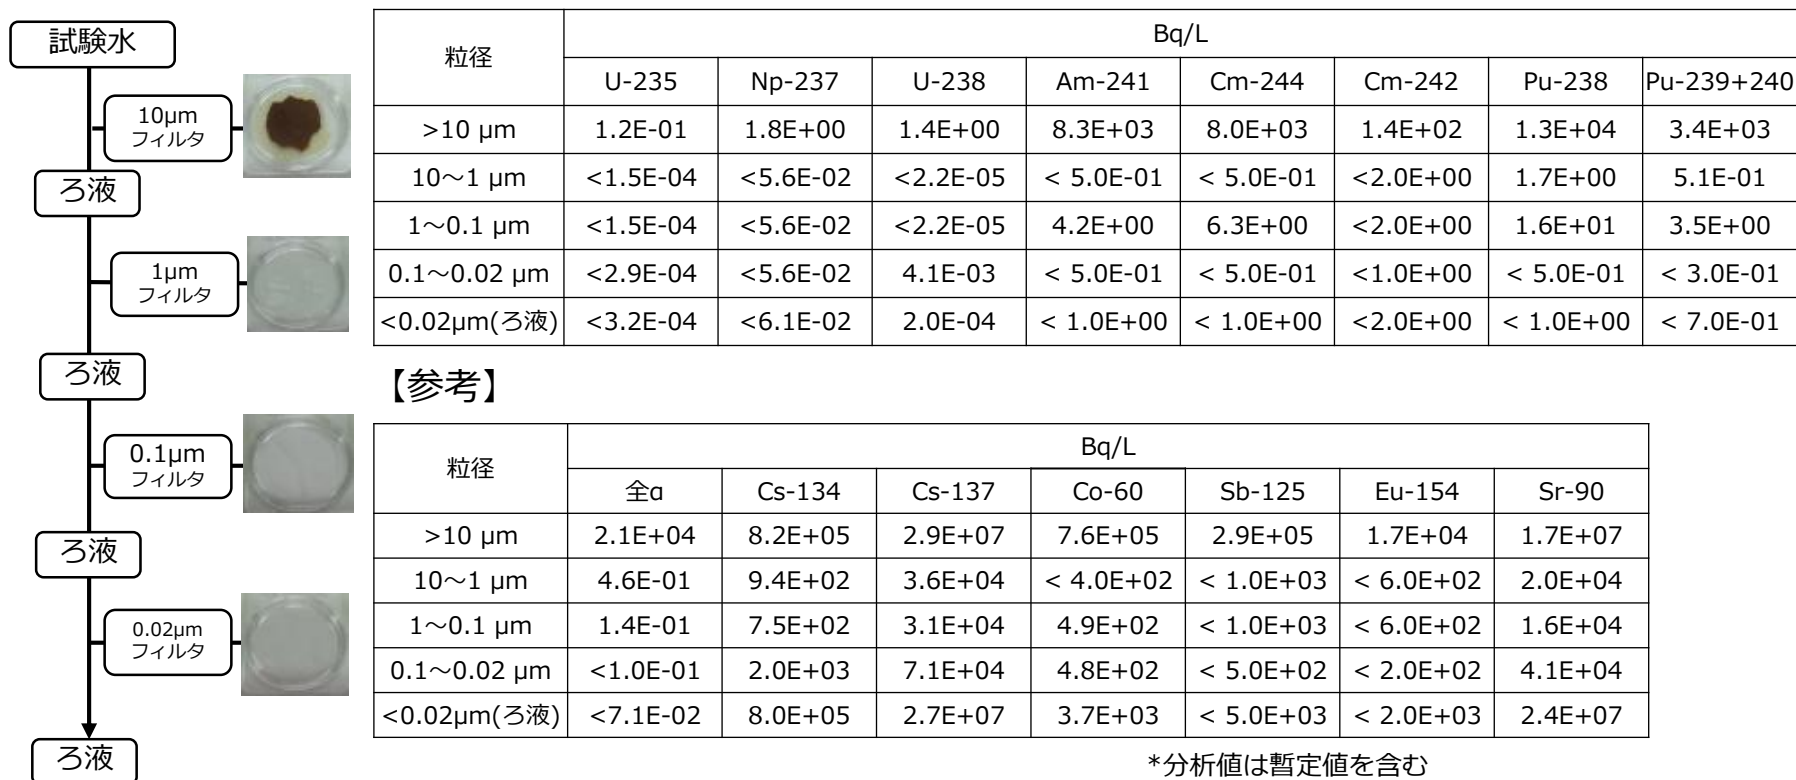 試験水
10μm
フィルタ
ろ液
1μm
フィルタ
ろ液
0.1μm
フィルタ
ろ液
0.02μm
フィルタ
ろ液
粒径 Bq/L
U-235 Np-237 U-238 Am-241 Cm-244 Cm-242 Pu-238 Pu-239+240
>10 μm 1.2E-01 1.8E+00 1.4E+00 8.3E+03 8.0E+03 1.4E+02 1.3E+04 3.4E+03
10～1 μm <1.5E-04 <5.6E-02 <2.2E-05 < 5.0E-01 < 5.0E-01 <2.0E+00 1.7E+00 5.1E-01
1～0.1 μm <1.5E-04 <5.6E-02 <2.2E-05 4.2E+00 6.3E+00 <2.0E+00 1.6E+01 3.5E+00
0.1～0.02 μm <2.9E-04 <5.6E-02 4.1E-03 < 5.0E-01 < 5.0E-01 <1.0E+00 < 5.0E-01 < 3.0E-01
<0.02μm(ろ液) <3.2E-04 <6.1E-02 2.0E-04 < 1.0E+00 < 1.0E+00 <2.0E+00 < 1.0E+00 < 7.0E-01
【参考】
粒径 Bq/L
全α Cs-134 Cs-137 Co-60 Sb-125 Eu-154 Sr-90
>10 μm 2.1E+04 8.2E+05 2.9E+07 7.6E+05 2.9E+05 1.7E+04 1.7E+07
10～1 μm 4.6E-01 9.4E+02 3.6E+04 < 4.0E+02 < 1.0E+03 < 6.0E+02 2.0E+04
1～0.1 μm 1.4E-01 7.5E+02 3.1E+04 4.9E+02 < 1.0E+03 < 6.0E+02 1.6E+04
0.1～0.02 μm <1.0E-01 2.0E+03 7.1E+04 4.8E+02 < 5.0E+02 < 2.0E+02 4.1E+04
<0.02μm(ろ液) <7.1E-02 8.0E+05 2.7E+07 3.7E+03 < 5.0E+03 < 2.0E+03 2.4E+07
*分析値は暫定値を含む